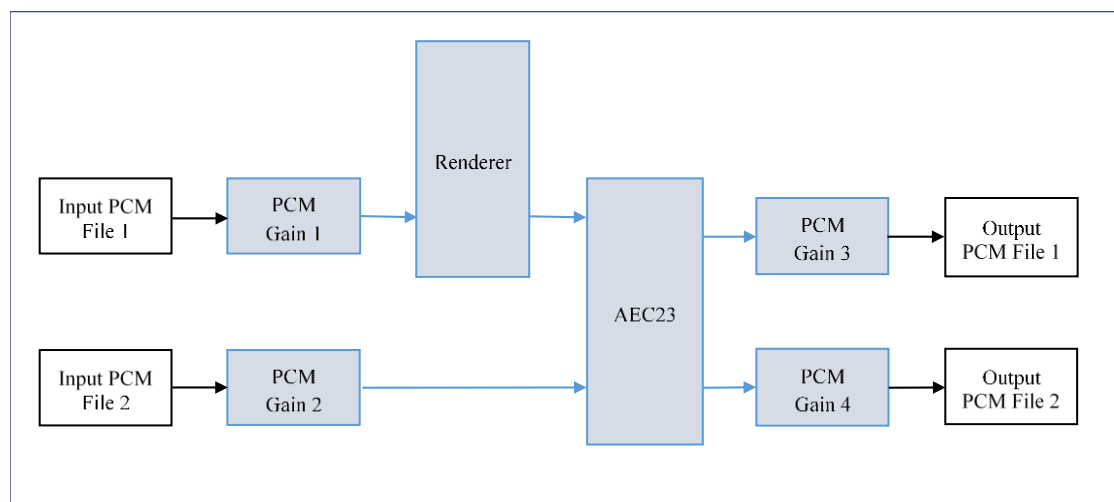 Renderer
Input PCM
File 1
PCM
Gain 1
PCM
Gain 3
Output
PCM File 1
AEC23
Input PCM
File 2
PCM
Gain 2
PCM
Gain 4
Output
PCM File 2